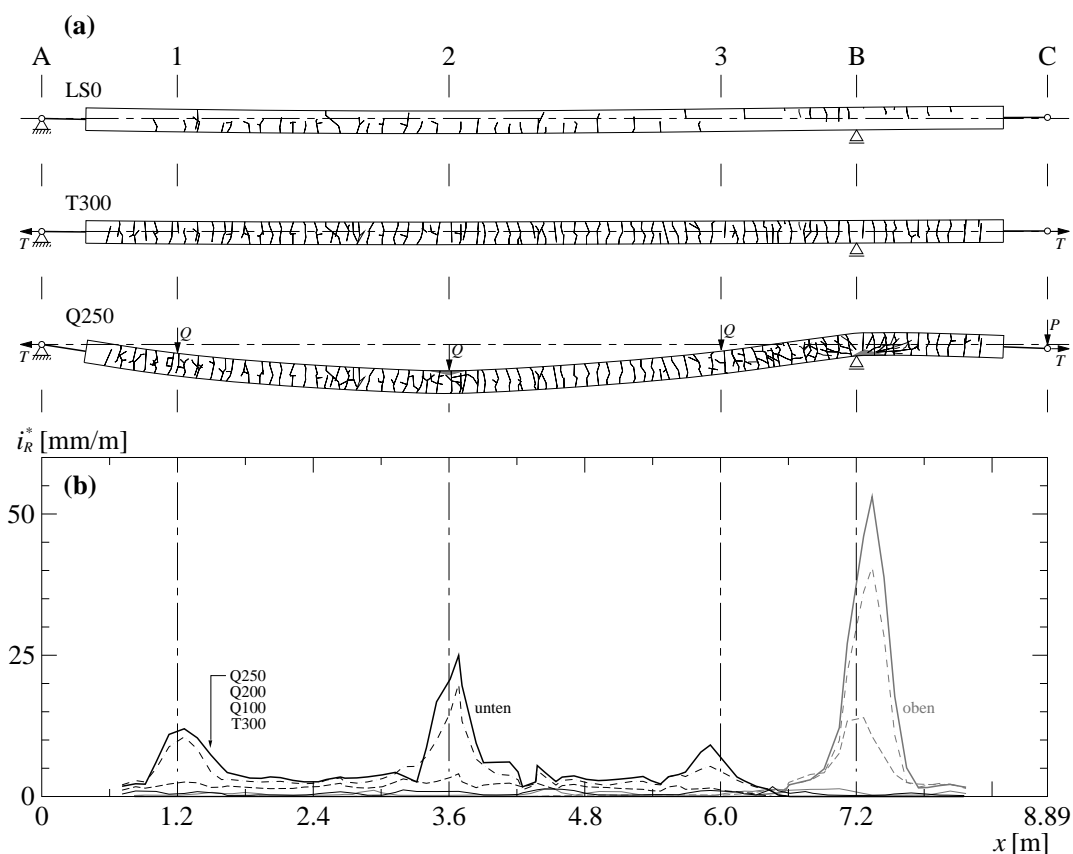 (a)
A 1 2 3 B C
LS0
T300
T T
Q250
Q Q Q P
T T
i*R [mm/m]
(b)
50
25
0
Q250
Q200
Q100
T300
unten
oben
0 1.2 2.4 3.6 4.8 6.0 7.2 8.89
x [m]